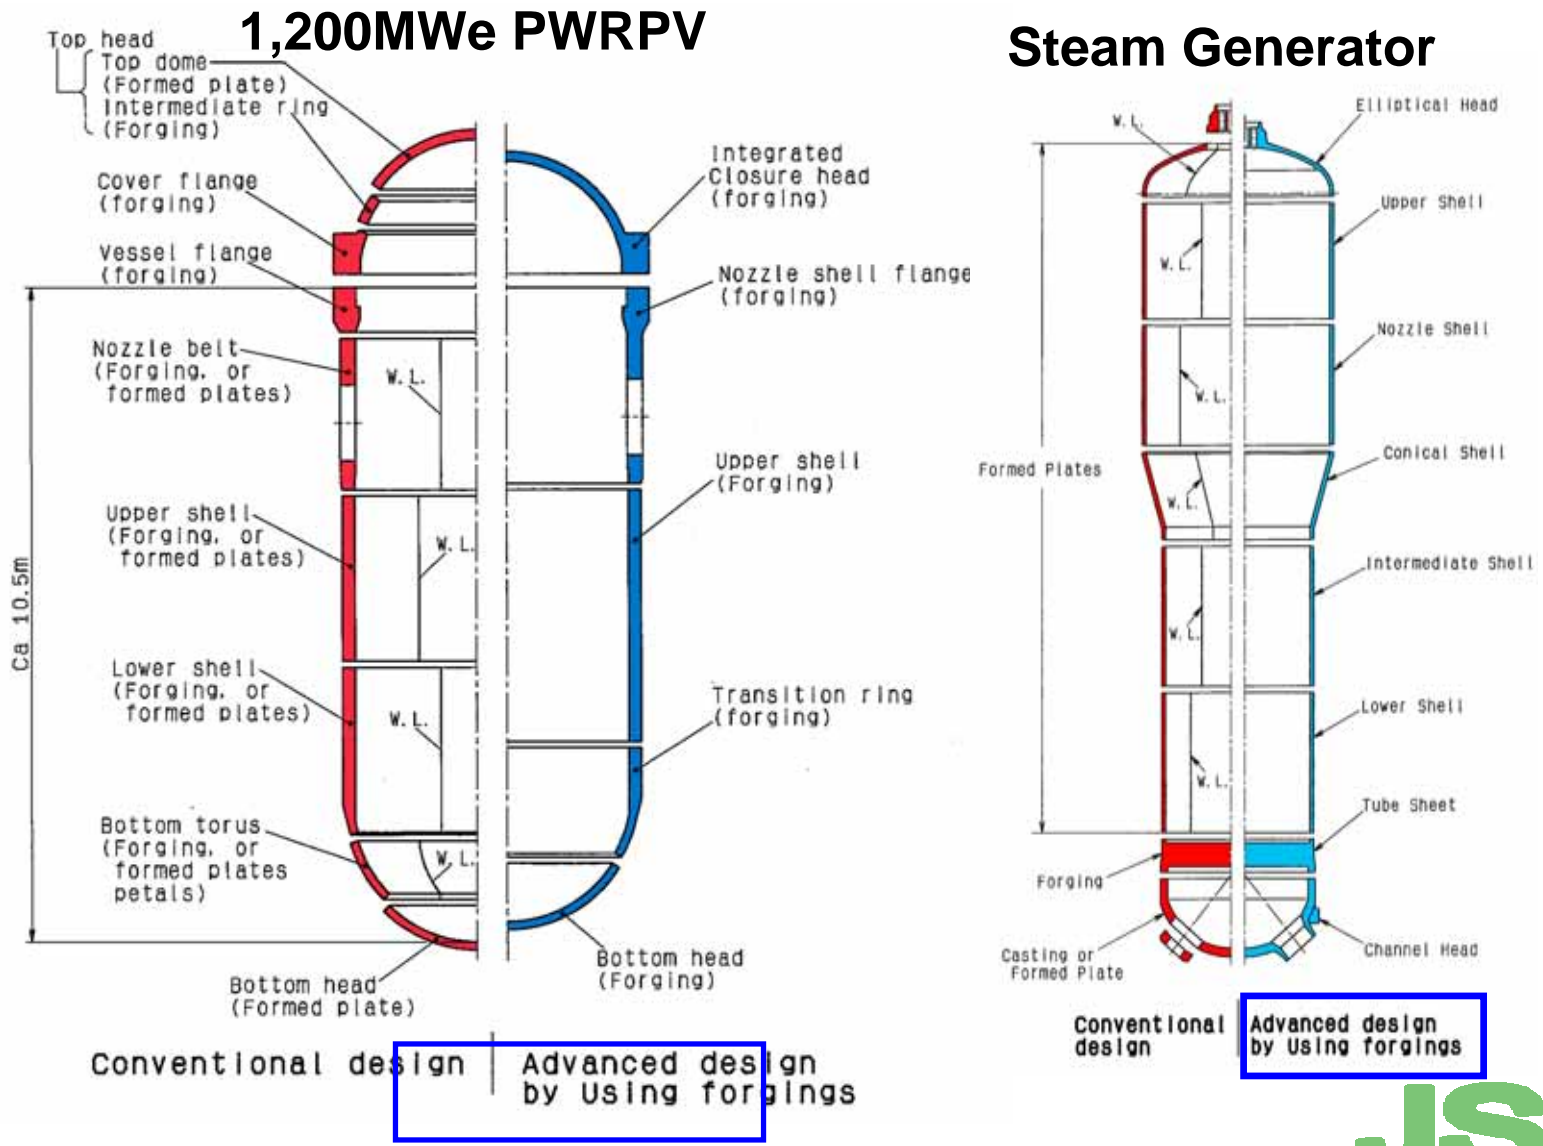 1,200MWe PWRPV
Top head
Top dome
(Formed plate)
Intermediate ring
(Forging)
Cover flange
(forging)
Vessel flange
(forging)
Nozzle belt
(Forging. or
formed plates)
Upper shell
(Forging. or
formed plates)
Lower shell
(Forging. or
formed plates)
Bottom torus
(Forging. or
formed plates
petals)
Bottom head
(Formed plate)
Ca 10.5m
W.L.
W.L.
W.L.
W.L.
Integrated
Closure head
(forging)
Nozzle shell flange
(forging)
Upper shell
(Forging)
Transition ring
(forging)
Bottom head
(Forging)
Conventional design
Advanced design
by Using forgings
Steam Generator
W.L.
Elliptical Head
Upper Shell
W.L.
Nozzle Shell
W.L.
Conical Shell
Formed Plates
W.L.
Intermediate Shell
W.L.
Lower Shell
W.L.
Tube Sheet
Forging
Casting or
Formed Plate
Channel Head
Conventional
design
Advanced design
by Using forgings
JS